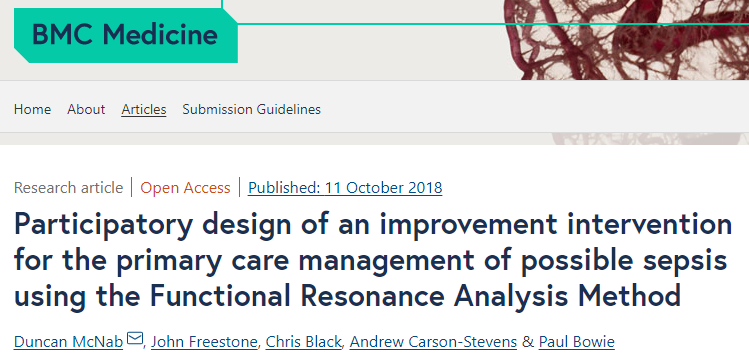 BMC Medicine
Home About Articles Submission Guidelines
Research article | Open Access | Published: 11 October 2018
Participatory design of an improvement intervention
for the primary care management of possible sepsis
using the Functional Resonance Analysis Method
Duncan McNab, John Freestone, Chris Black, Andrew Carson-Stevens & Paul Bowie